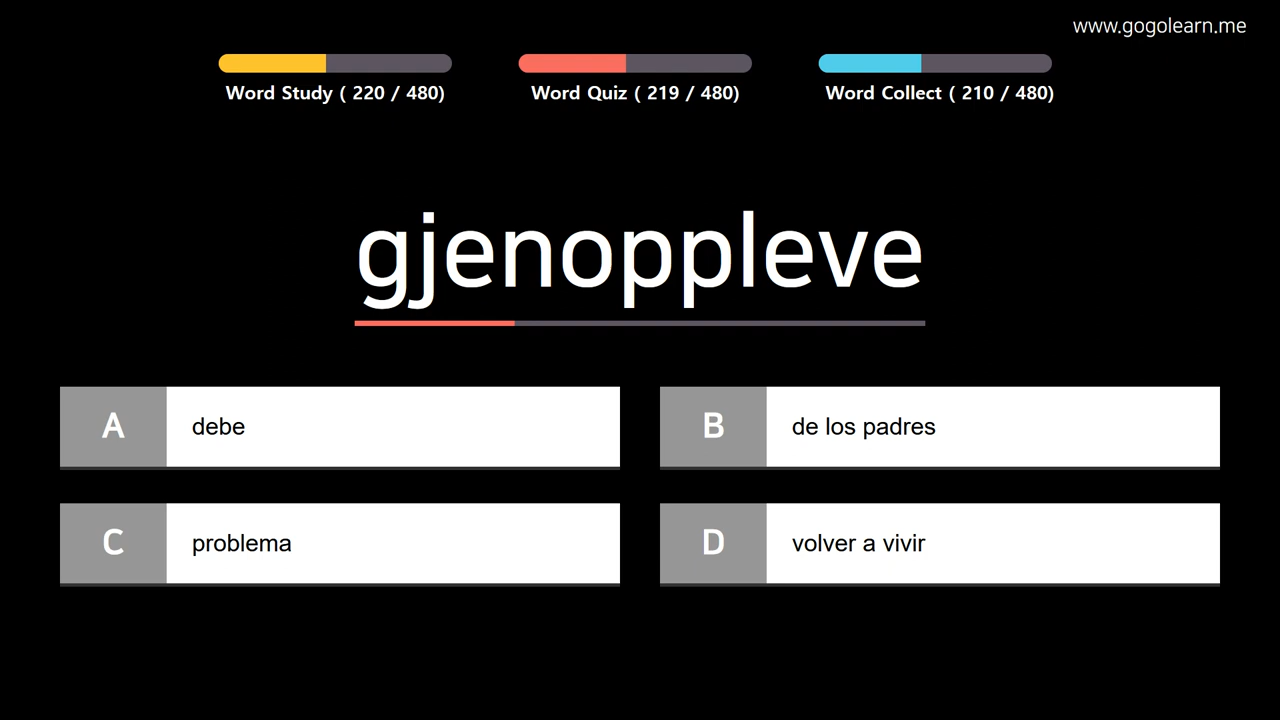 www.gogolearn.me
Word Study ( 220 / 480)
Word Quiz ( 219 / 480)
Word Collect ( 210 / 480)
gjenoppleve
A debe
B de los padres
C problema
D volver a vivir